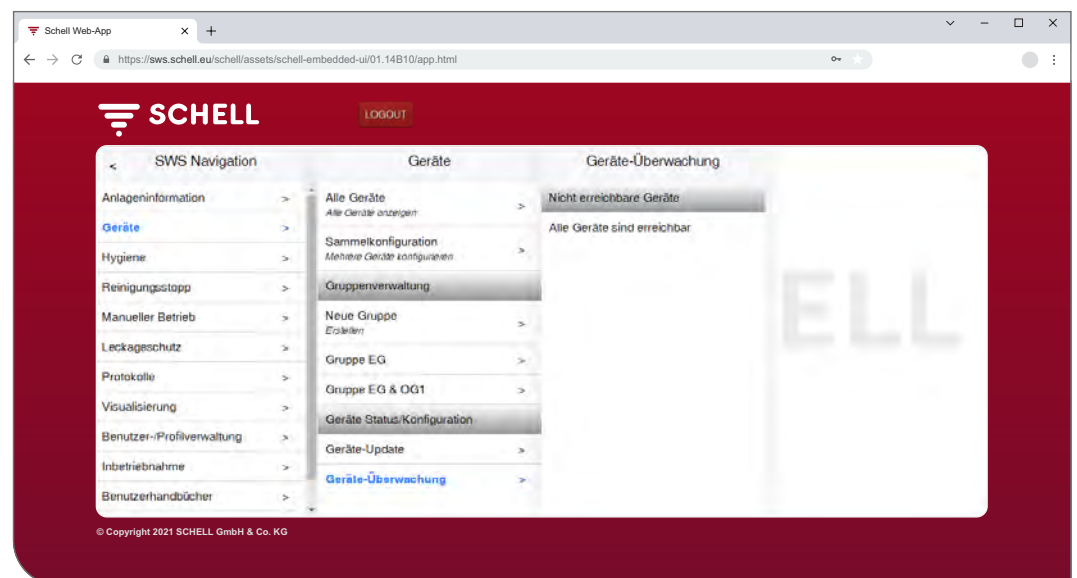 Schell Web-App
https://sws.schell.eu/schell/assets/schell-embedded-ui/01.14B10/app.html
SCHELL
LOGOUT
< SWS Navigation
Anlageninformation >
Geräte >
Hygiene >
Reinigungsstopp >
Manueller Betrieb >
Leckageschutz >
Protokolle >
Visualisierung >
Benutzer-/Profilverwaltung >
Inbetriebnahme >
Benutzerhandbücher >
Geräte
Alle Geräte >
Alle Geräte anzeigen
Sammelkonfiguration >
Mehrere Geräte konfigurieren
Gruppenverwaltung
Neue Gruppe >
Erstellen
Gruppe EG >
Gruppe EG & OG1 >
Geräte Status/Konfiguration
Geräte-Update >
Geräte-Überwachung >
Geräte-Überwachung
Nicht erreichbare Geräte
Alle Geräte sind erreichbar
ELL
© Copyright 2021 SCHELL GmbH & Co. KG